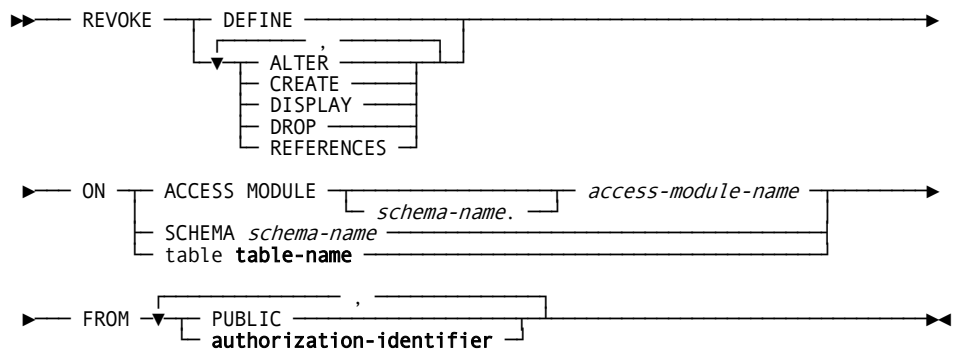 REVOKE DEFINE
,
ALTER
CREATE
DISPLAY
DROP
REFERENCES
ON ACCESS MODULE access-module-name
schema-name.
SCHEMA schema-name
table table-name
,
FROM PUBLIC
authorization-identifier